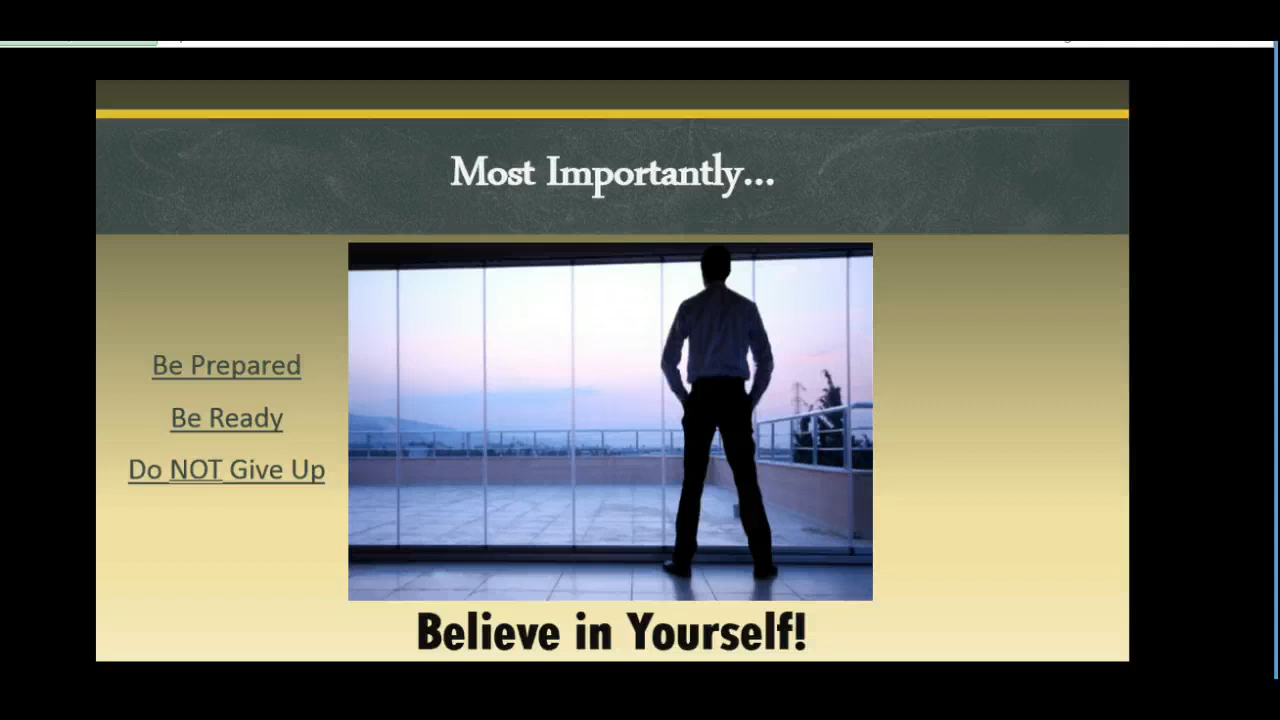 Most Importantly...
Be Prepared
Be Ready
Do NOT Give Up
Believe in Yourself!